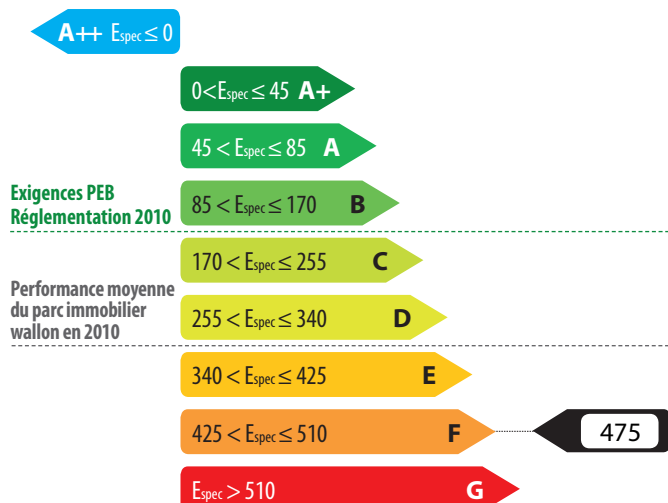 A++ Espec ≤ 0
0<Espec ≤ 45 A+
45 < Espec ≤ 85 A
Exigences PEB
Réglementation 2010
85 < Espec ≤ 170 B
170 < Espec ≤ 255 C
Performance moyenne
du parc immobilier
wallon en 2010
255 < Espec ≤ 340 D
340 < Espec ≤ 425 E
425 < Espec ≤ 510 F
475
Espec > 510 G